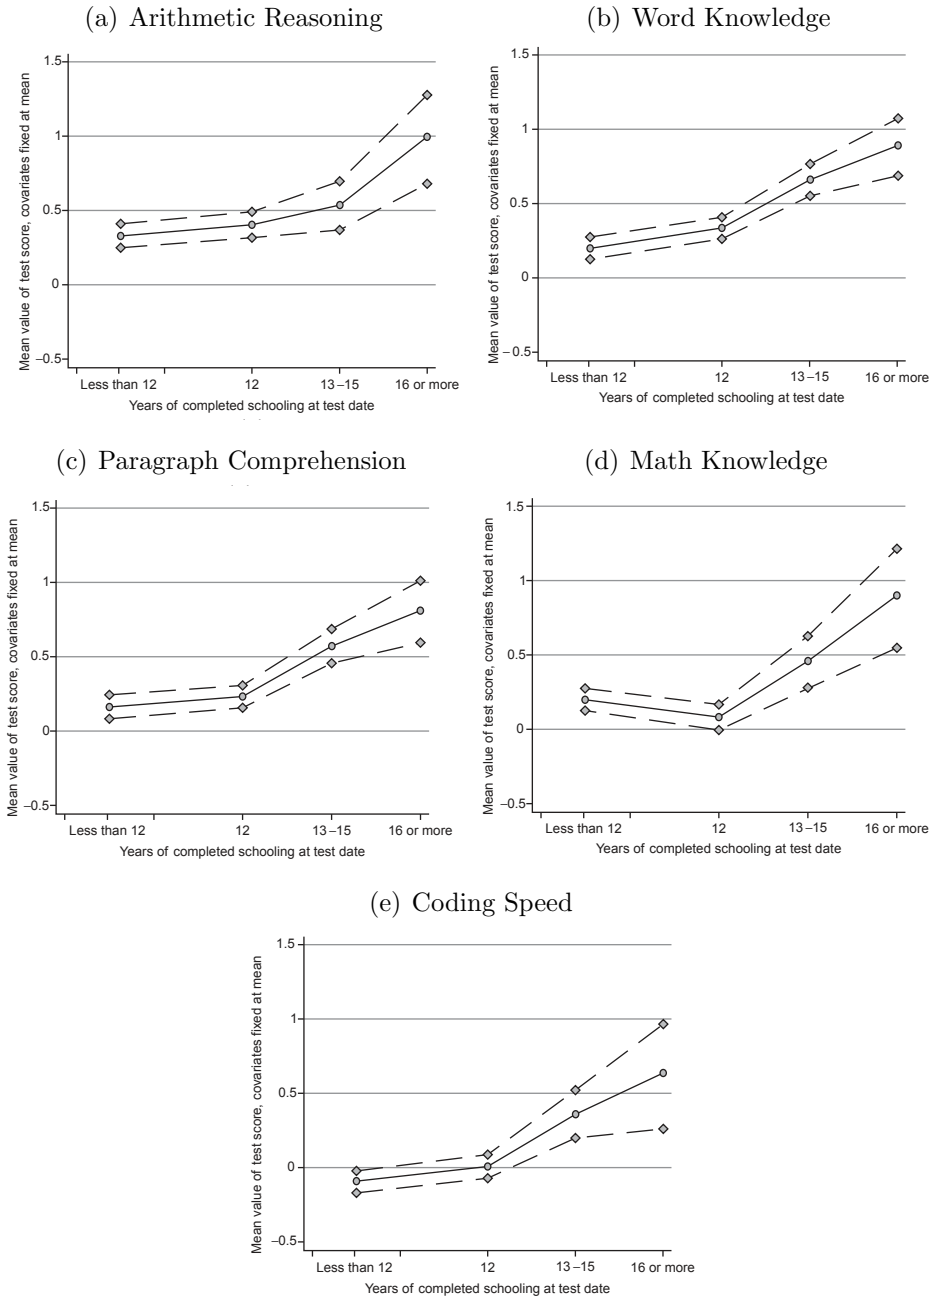 (a) Arithmetic Reasoning
Mean value of test score, covariates fixed at mean
1.5
1
0.5
0
–0.5
Less than 12
12
13–15
16 or more
Years of completed schooling at test date
(b) Word Knowledge
Mean value of test score, covariates fixed at mean
1.5
1
0.5
0
–0.5
Less than 12
12
13–15
16 or more
Years of completed schooling at test date
(c) Paragraph Comprehension
Mean value of test score, covariates fixed at mean
1.5
1
0.5
0
–0.5
Less than 12
12
13–15
16 or more
Years of completed schooling at test date
(d) Math Knowledge
Mean value of test score, covariates fixed at mean
1.5
1
0.5
0
–0.5
Less than 12
12
13–15
16 or more
Years of completed schooling at test date
(e) Coding Speed
Mean value of test score, covariates fixed at mean
1.5
1
0.5
0
–0.5
Less than 12
12
13–15
16 or more
Years of completed schooling at test date